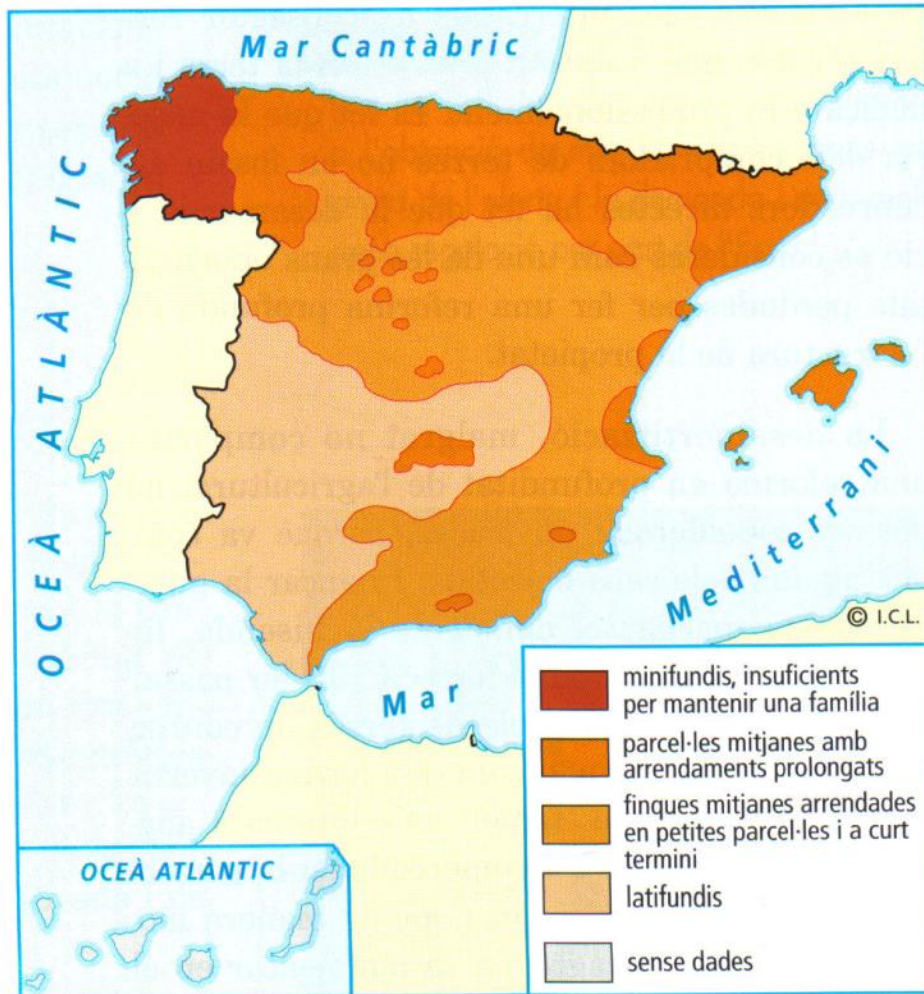 Mar Cantàbric
OCEÀ ATLÀNTIC
Mediterrani
Mar
© I.C.L.
minifundis, insuficients
per mantenir una família
parcel·les mitjanes amb
arrendaments prolongats
finques mitjanes arrendades
en petites parcel·les i a curt
termini
latifundis
sense dades
OCEÀ ATLÀNTIC